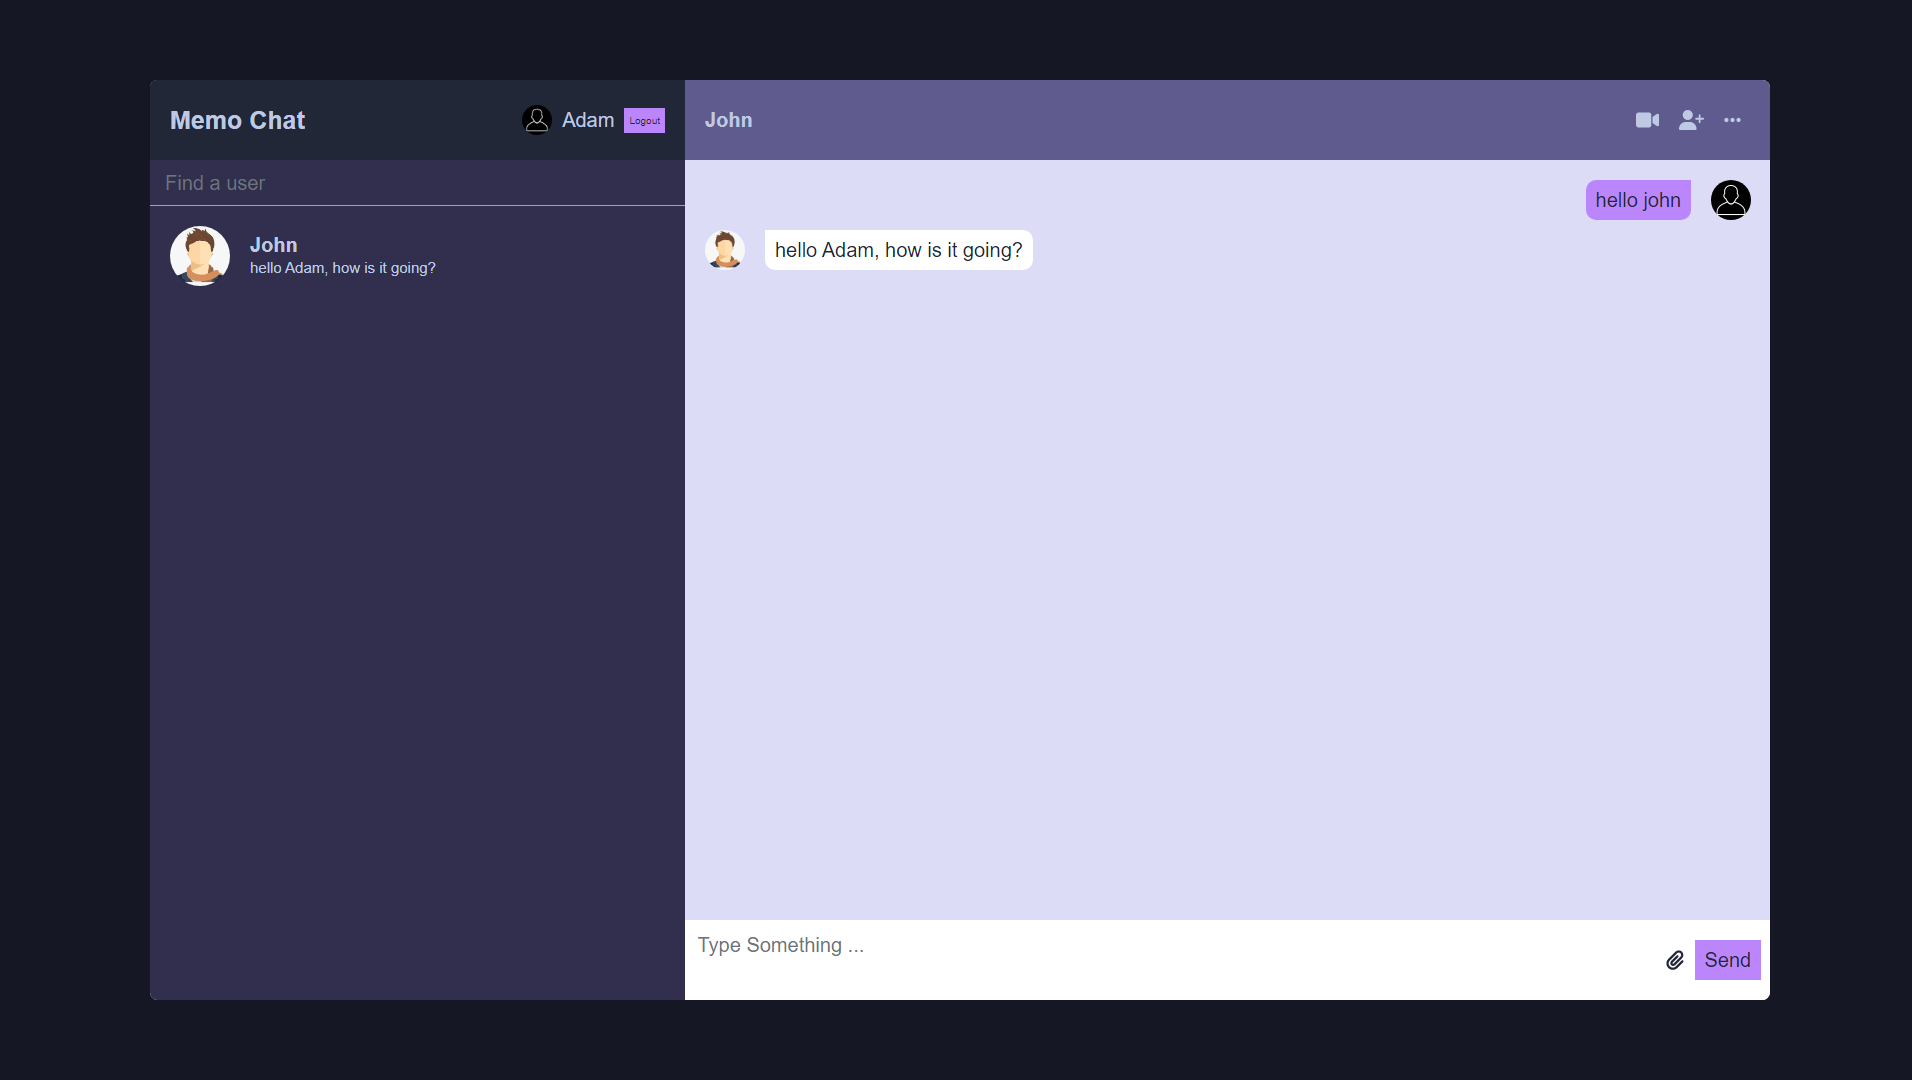 Memo Chat
Adam
Logout
Find a user
John
hello Adam, how is it going?
John
hello john
hello Adam, how is it going?
Type Something ...
Send